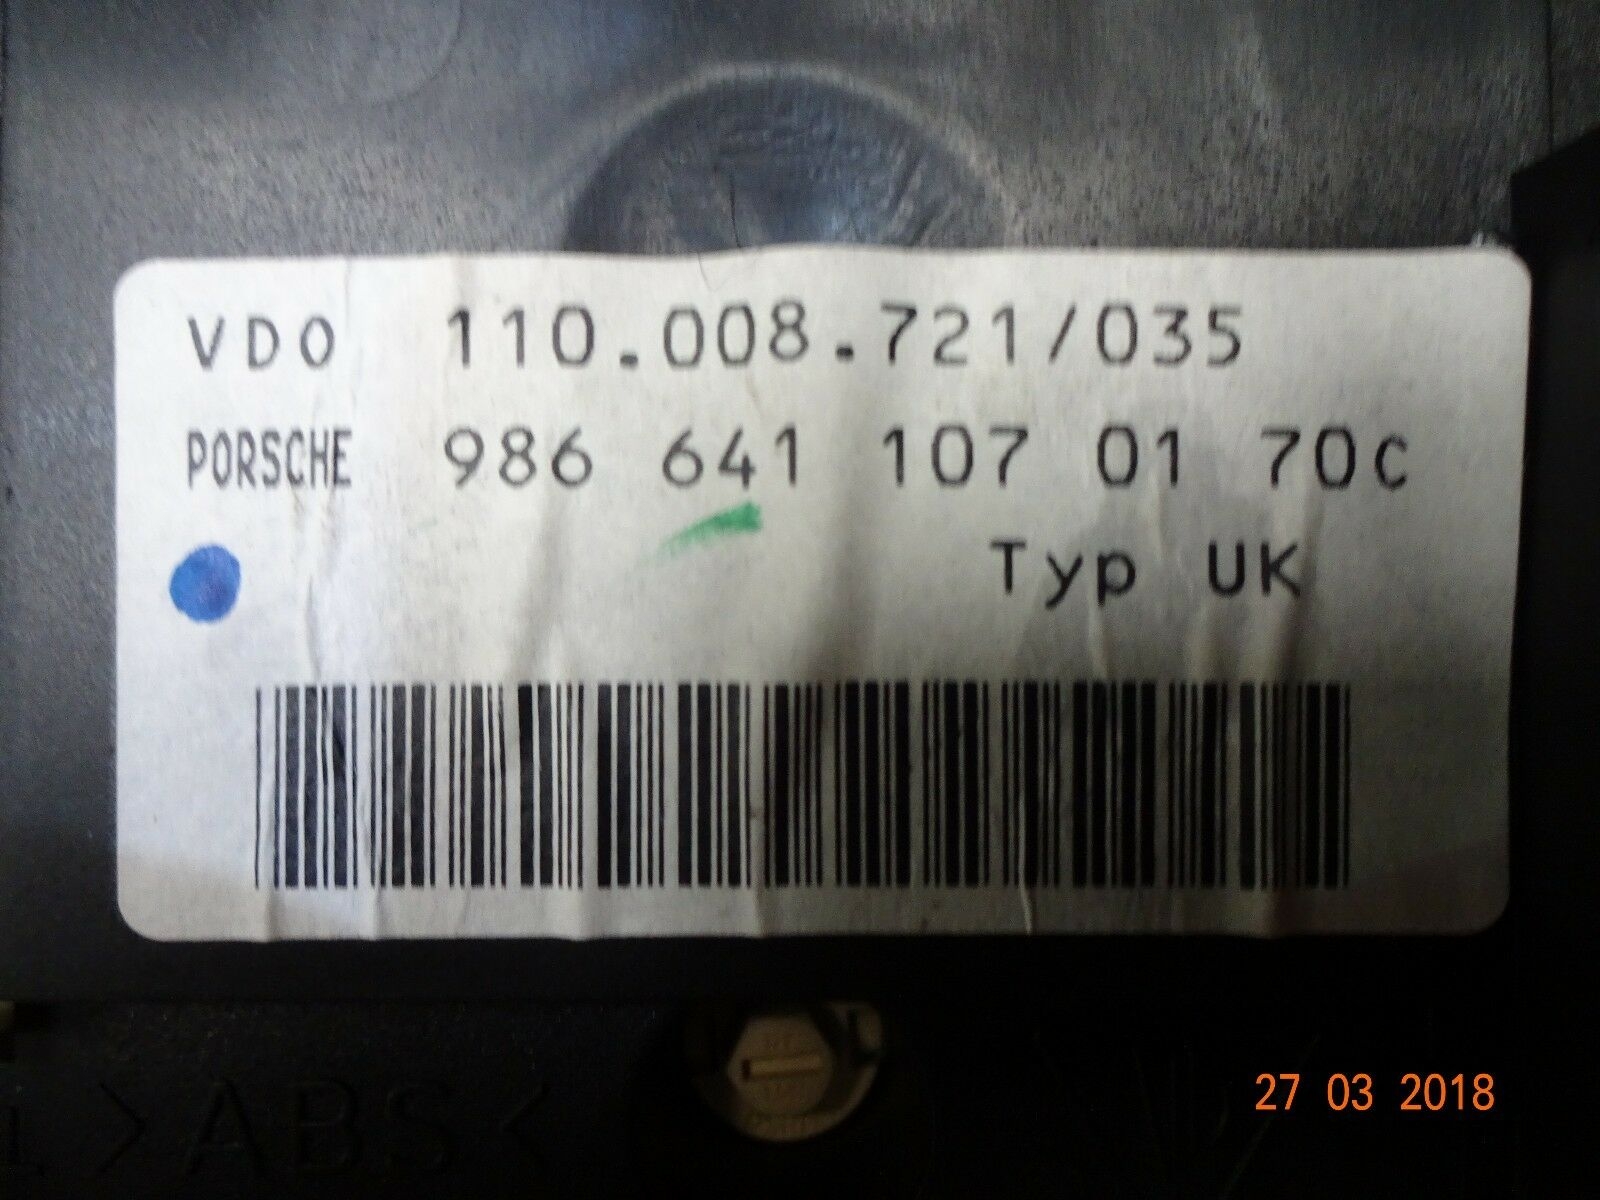 VDO 110.008.721/035
PORSCHE 986 641 107 01 70C
Typ UK
>ABS<
27 03 2018